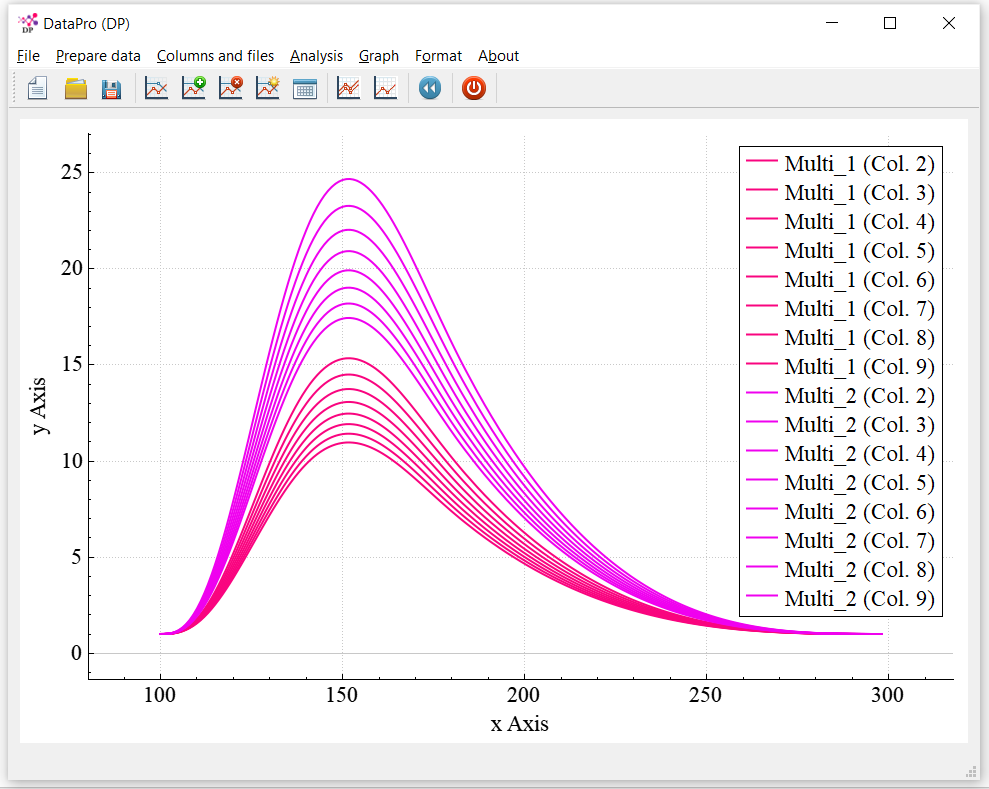 DataPro (DP)
File Prepare data Columns and files Analysis Graph Format About
25
20
15
10
5
0
y Axis
100 150 200 250 300
x Axis
Multi_1 (Col. 2)
Multi_1 (Col. 3)
Multi_1 (Col. 4)
Multi_1 (Col. 5)
Multi_1 (Col. 6)
Multi_1 (Col. 7)
Multi_1 (Col. 8)
Multi_1 (Col. 9)
Multi_2 (Col. 2)
Multi_2 (Col. 3)
Multi_2 (Col. 4)
Multi_2 (Col. 5)
Multi_2 (Col. 6)
Multi_2 (Col. 7)
Multi_2 (Col. 8)
Multi_2 (Col. 9)
DP